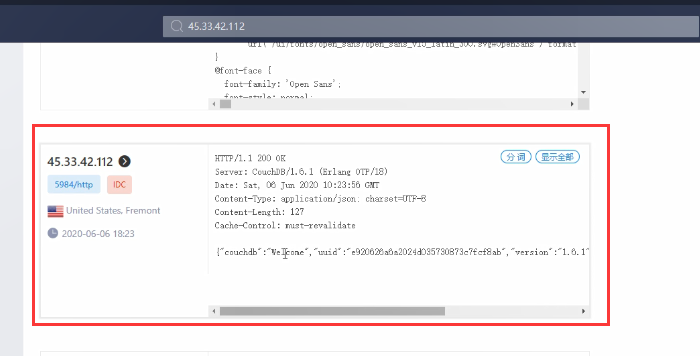 45.33.42.112
url('/ui/fonts/open_sans/open_sans_v15_latin_300.svg#OpenSans') format
}
@font-face {
font-family: 'Open Sans';
font-style: normal;
45.33.42.112
5984/http IDC
United States, Fremont
2020-06-06 18:23
分词 显示全部
HTTP/1.1 200 OK
Server: CouchDB/1.6.1 (Erlang OTP/18)
Date: Sat, 06 Jun 2020 10:23:56 GMT
Content-Type: application/json; charset=UTF-8
Content-Length: 127
Cache-Control: must-revalidate
{"couchdb":"Welcome","uuid":"e920626a6a2024d035730873c7fcf8ab","version":"1.6.1"